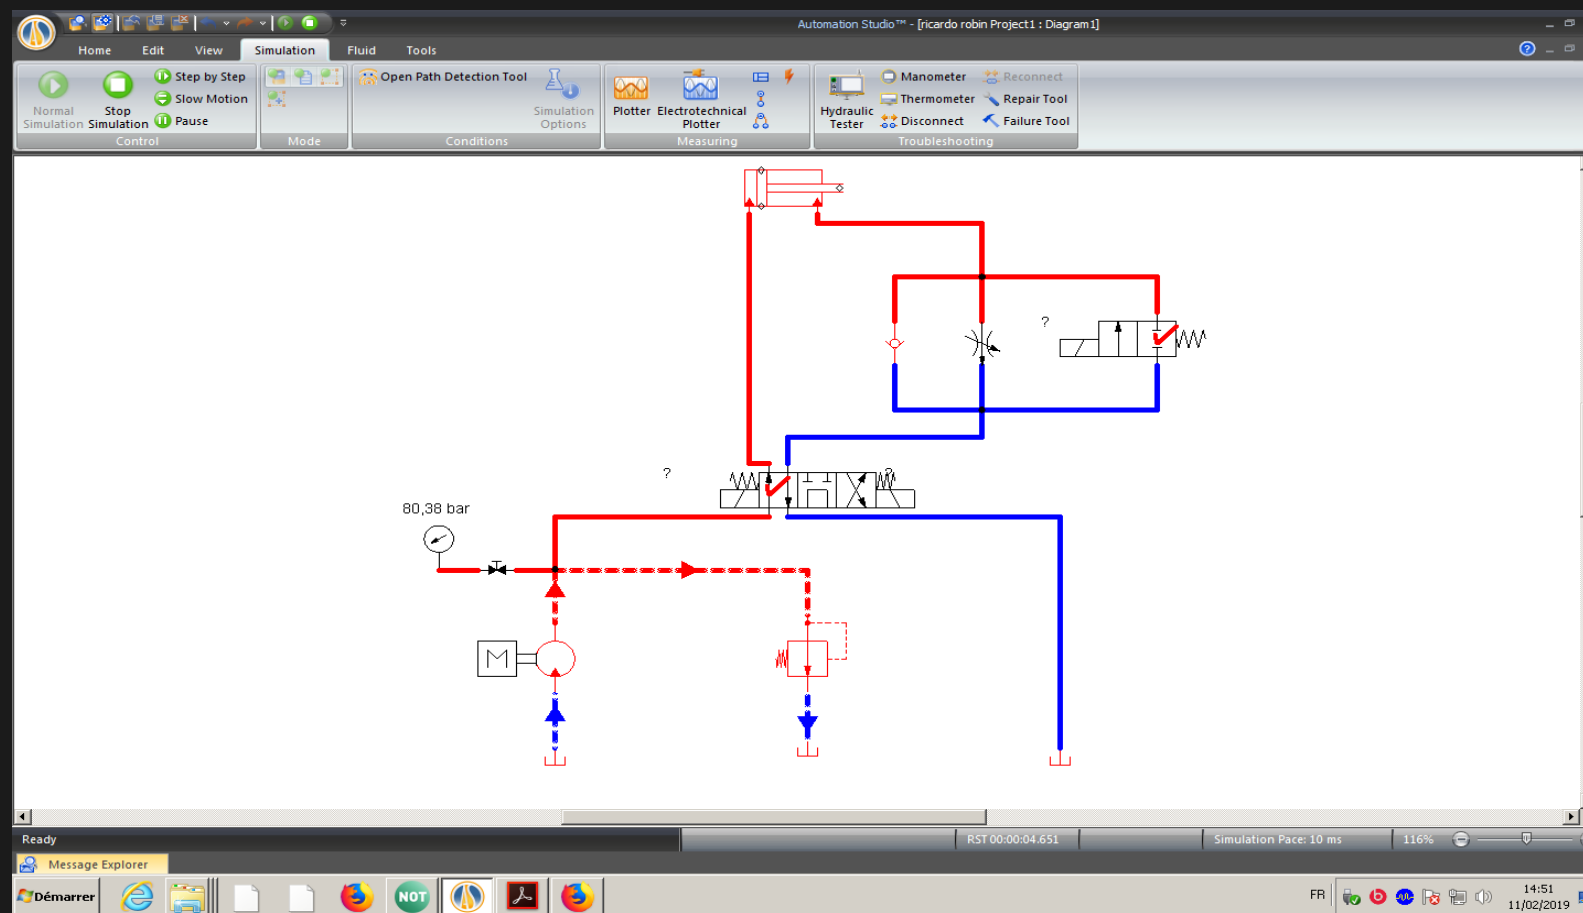 Automation Studio™ - [ricardo robin Project1 : Diagram1]
Home Edit View Simulation Fluid Tools
Normal Simulation
Stop Simulation
Step by Step
Slow Motion
Pause
Control
Mode
Open Path Detection Tool
Simulation Options
Conditions
Plotter
Electrotechnical Plotter
Measuring
Hydraulic Tester
Manometer
Thermometer
Disconnect
Reconnect
Repair Tool
Failure Tool
Troubleshooting
?
?
?
80,38 bar
M
Ready
RST 00:00:04.651
Simulation Pace: 10 ms
116%
Message Explorer
Démarrer
NOT
FR
14:51
11/02/2019